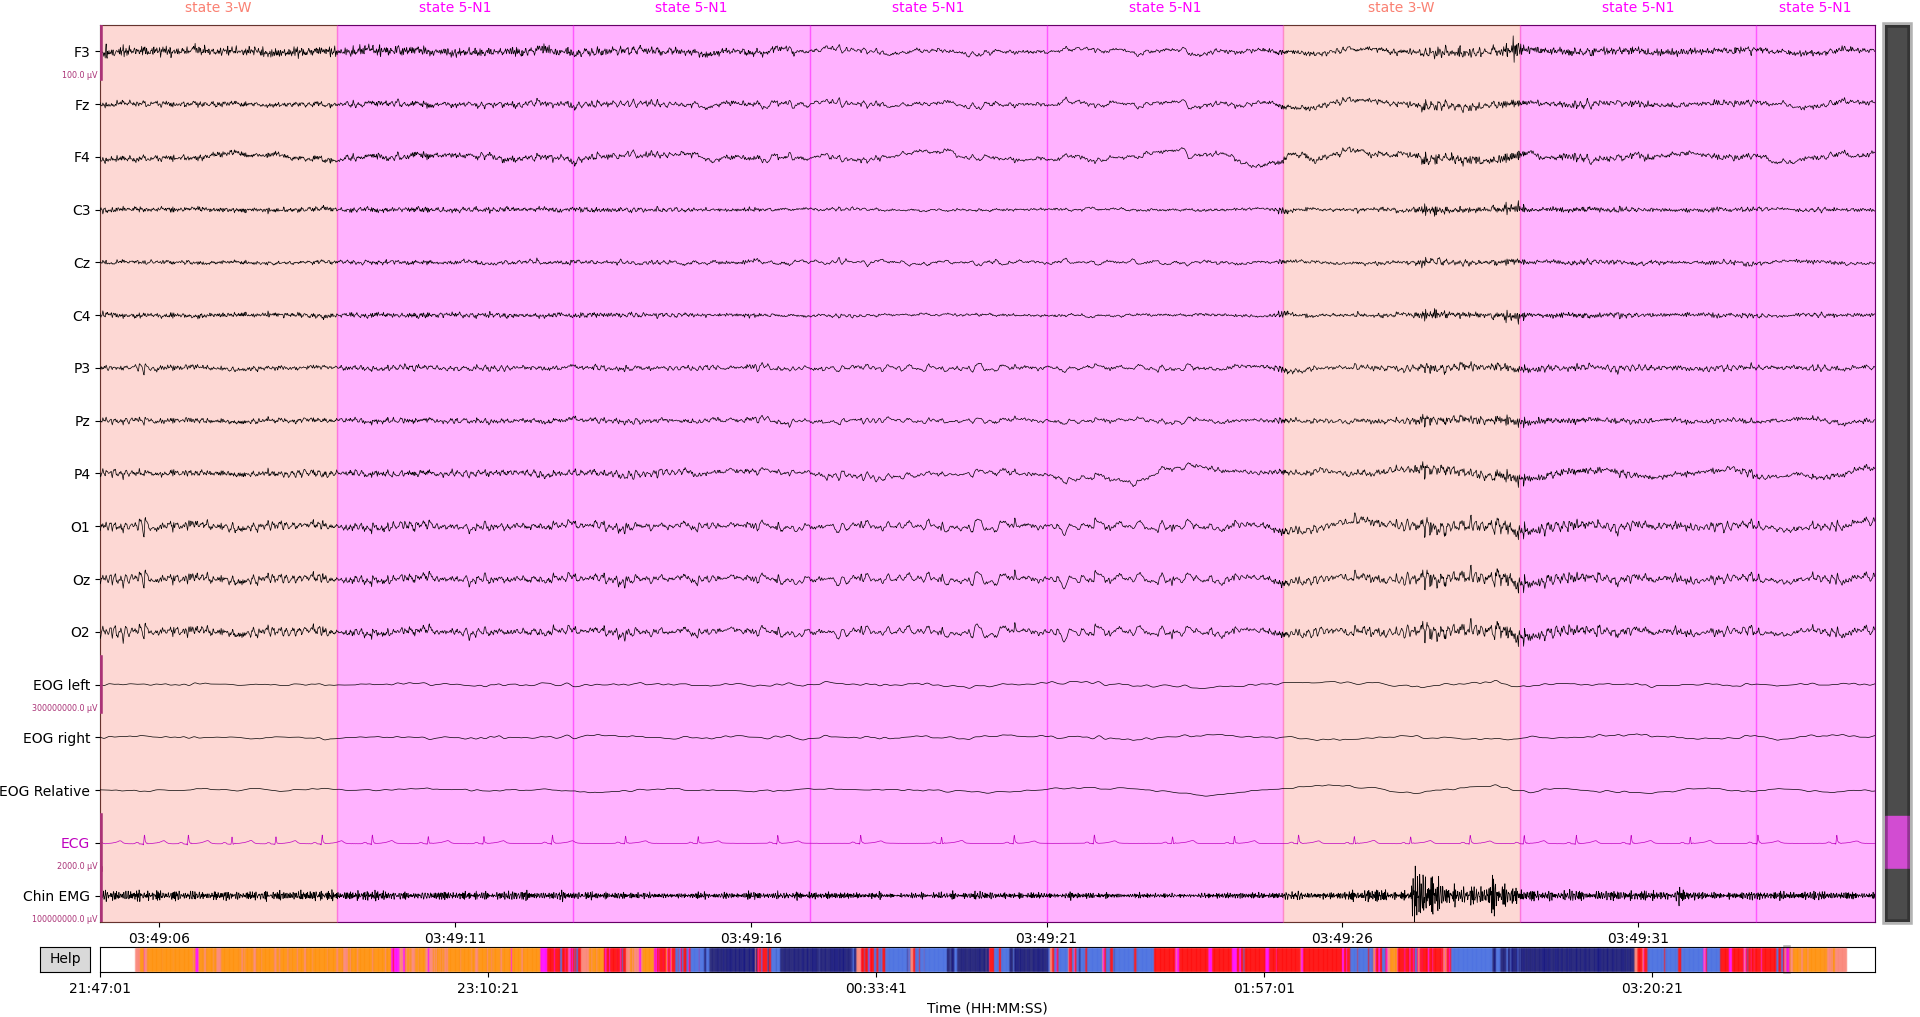 state 3-W state 5-N1 state 5-N1 state 5-N1 state 5-N1 state 3-W state 5-N1 state 5-N1
F3
100.0 µV
Fz
F4
C3
Cz
C4
P3
Pz
P4
O1
Oz
O2
EOG left
300000000.0 µV
EOG right
EOG Relative
ECG
2000.0 µV
Chin EMG
100000000.0 µV
03:49:06 03:49:11 03:49:16 03:49:21 03:49:26 03:49:31
Help
21:47:01 23:10:21 00:33:41 01:57:01 03:20:21
Time (HH:MM:SS)